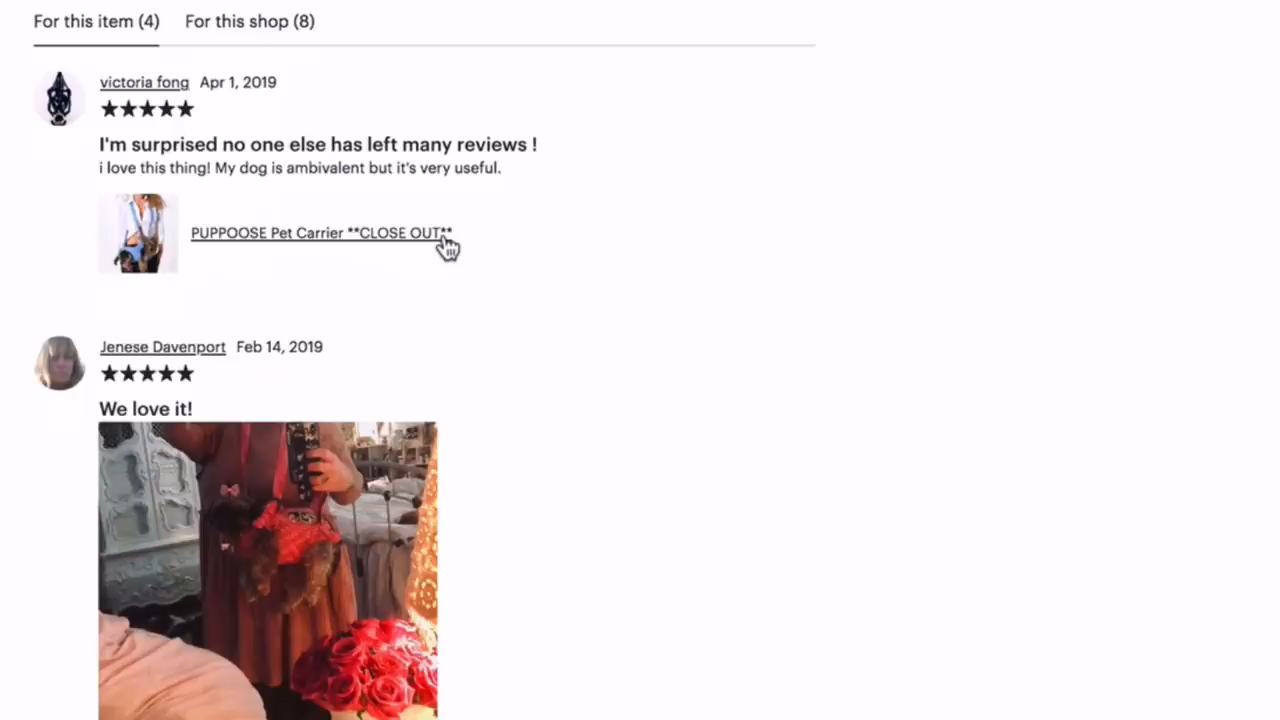 For this item (4) For this shop (8)
victoria fong Apr 1, 2019
I'm surprised no one else has left many reviews !
i love this thing! My dog is ambivalent but it's very useful.
PUPPOOSE Pet Carrier **CLOSE OUT**
Jenese Davenport Feb 14, 2019
We love it!